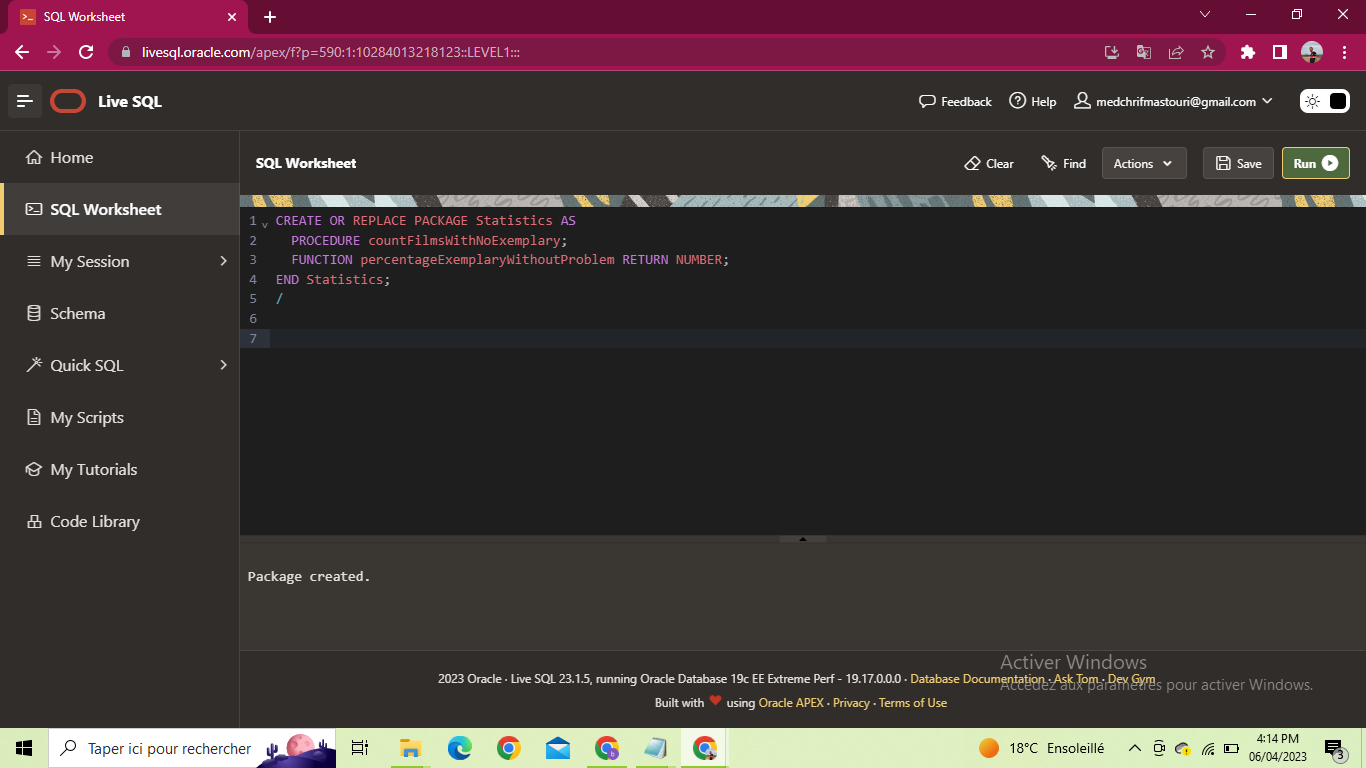 SQL Worksheet
livesql.oracle.com/apex/f?p=590:1:10284013218123::LEVEL1:::
Live SQL
Feedback
Help
medchrifmastouri@gmail.com
Home
SQL Worksheet
My Session
Schema
Quick SQL
My Scripts
My Tutorials
Code Library
SQL Worksheet
Clear
Find
Actions
Save
Run
1 CREATE OR REPLACE PACKAGE Statistics AS
2 PROCEDURE countFilmsWithNoExemplary;
3 FUNCTION percentageExemplaryWithoutProblem RETURN NUMBER;
4 END Statistics;
5 /
6
7
Package created.
2023 Oracle · Live SQL 23.1.5, running Oracle Database 19c EE Extreme Perf - 19.17.0.0.0 · Database Documentation · Ask Tom · Dev Gym
Built with ❤ using Oracle APEX · Privacy · Terms of Use
Activer Windows
Accédez aux paramètres pour activer Windows.
Taper ici pour rechercher
18°C Ensoleillé
4:14 PM
06/04/2023
3